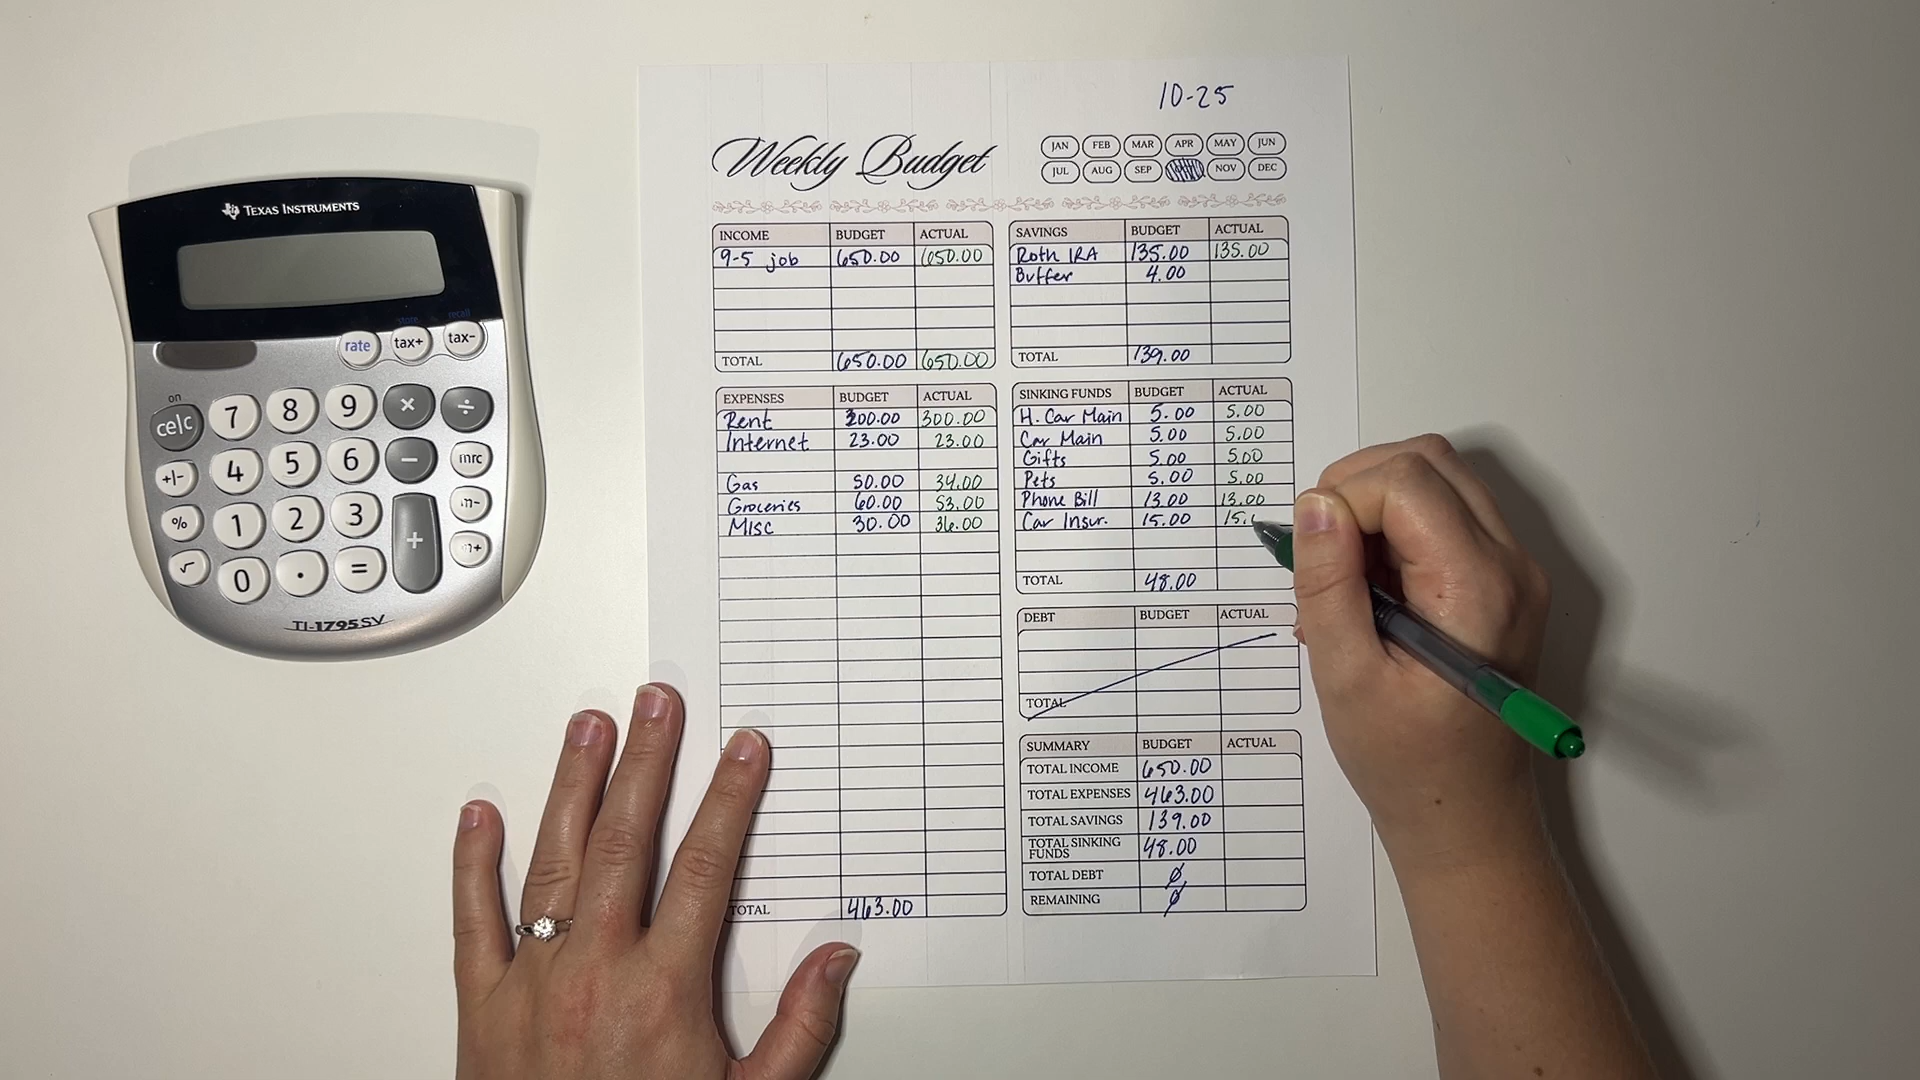 10-25
Weekly Budget
JAN FEB MAR APR MAY JUN
JUL AUG SEP NOV DEC
INCOME BUDGET ACTUAL
9-5 job 650.00 650.00
TOTAL 650.00 650.00
EXPENSES BUDGET ACTUAL
Rent 300.00 300.00
Internet 23.00 23.00
Gas 50.00 34.00
Groceries 60.00 53.00
MISC 30.00 36.00
TOTAL 463.00
SAVINGS BUDGET ACTUAL
Roth IRA 135.00 135.00
Buffer 4.00
TOTAL 139.00
SINKING FUNDS BUDGET ACTUAL
H. Car Main 5.00 5.00
Car Main 5.00 5.00
Gifts 5.00 5.00
Pets 5.00 5.00
Phone Bill 13.00 13.00
Car Insur. 15.00 15.
TOTAL 48.00
DEBT BUDGET ACTUAL
TOTAL
SUMMARY BUDGET ACTUAL
TOTAL INCOME 650.00
TOTAL EXPENSES 463.00
TOTAL SAVINGS 139.00
TOTAL SINKING FUNDS 48.00
TOTAL DEBT 0
REMAINING 0
TEXAS INSTRUMENTS
store recall
rate tax+ tax-
on
ce/c 7 8 9 × ÷
+/- 4 5 6 − mrc
% 1 2 3 + m-
√ 0 . = m+
TI-1795 SV